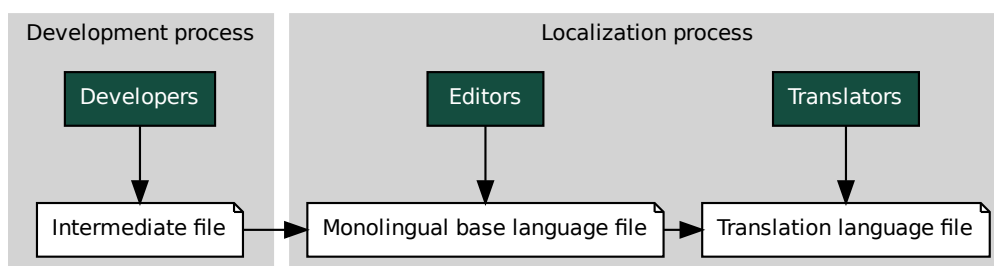 Development process
Localization process
Developers
Editors
Translators
Intermediate file
Monolingual base language file
Translation language file